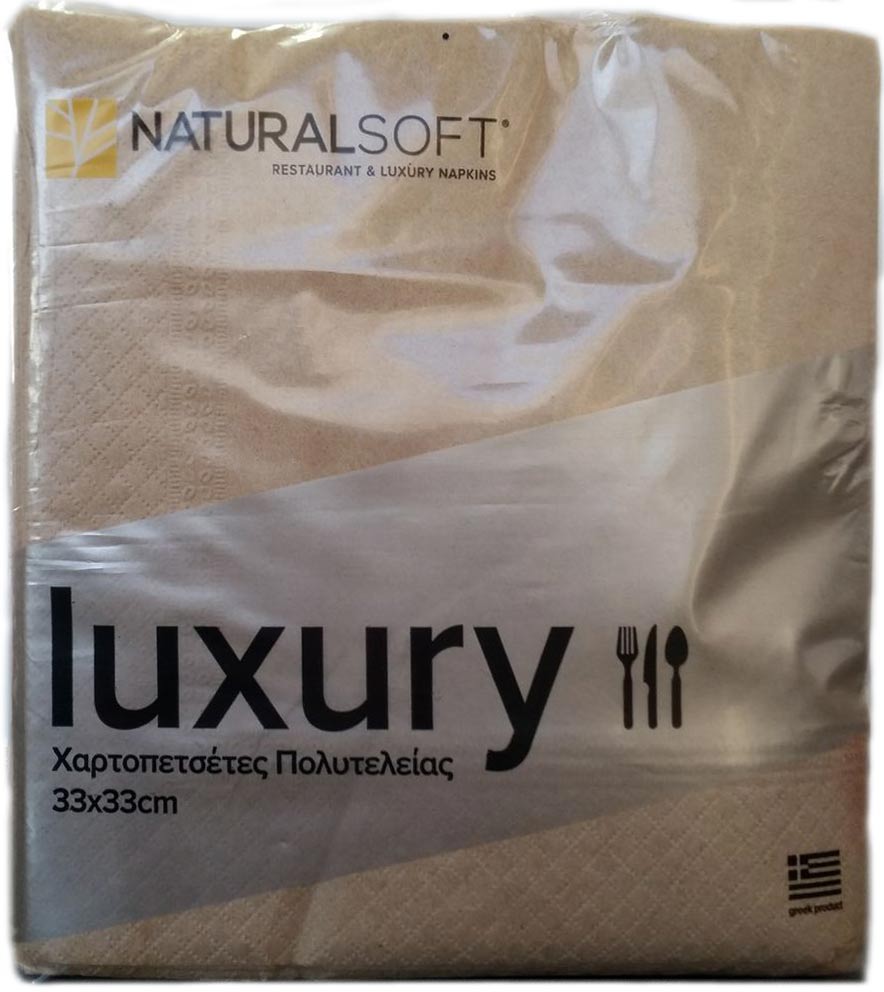 NATURALSOFT®
RESTAURANT & LUXURY NAPKINS
luxury
Χαρτοπετσέτες Πολυτελείας
33x33cm
greek product